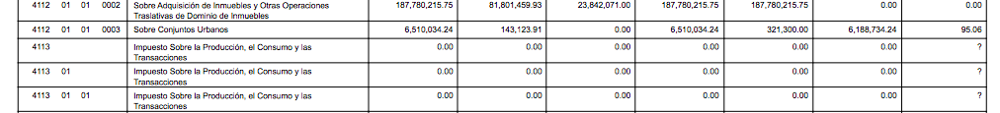 4112 01 01 0002 Sobre Adquisición de Inmuebles y Otras Operaciones 187,780,215.75 81,801,459.93 23,842,071.00 187,780,215.75 187,780,215.75 0.00 0.00
Traslativas de Dominio de Inmuebles
4112 01 01 0003 Sobre Conjuntos Urbanos 6,510,034.24 143,123.91 0.00 6,510,034.24 321,300.00 6,188,734.24 95.06
4113 Impuesto Sobre la Producción, el Consumo y las 0.00 0.00 0.00 0.00 0.00 0.00 ?
Transacciones
4113 01 Impuesto Sobre la Producción, el Consumo y las 0.00 0.00 0.00 0.00 0.00 0.00 ?
Transacciones
4113 01 01 Impuesto Sobre la Producción, el Consumo y las 0.00 0.00 0.00 0.00 0.00 0.00 ?
Transacciones